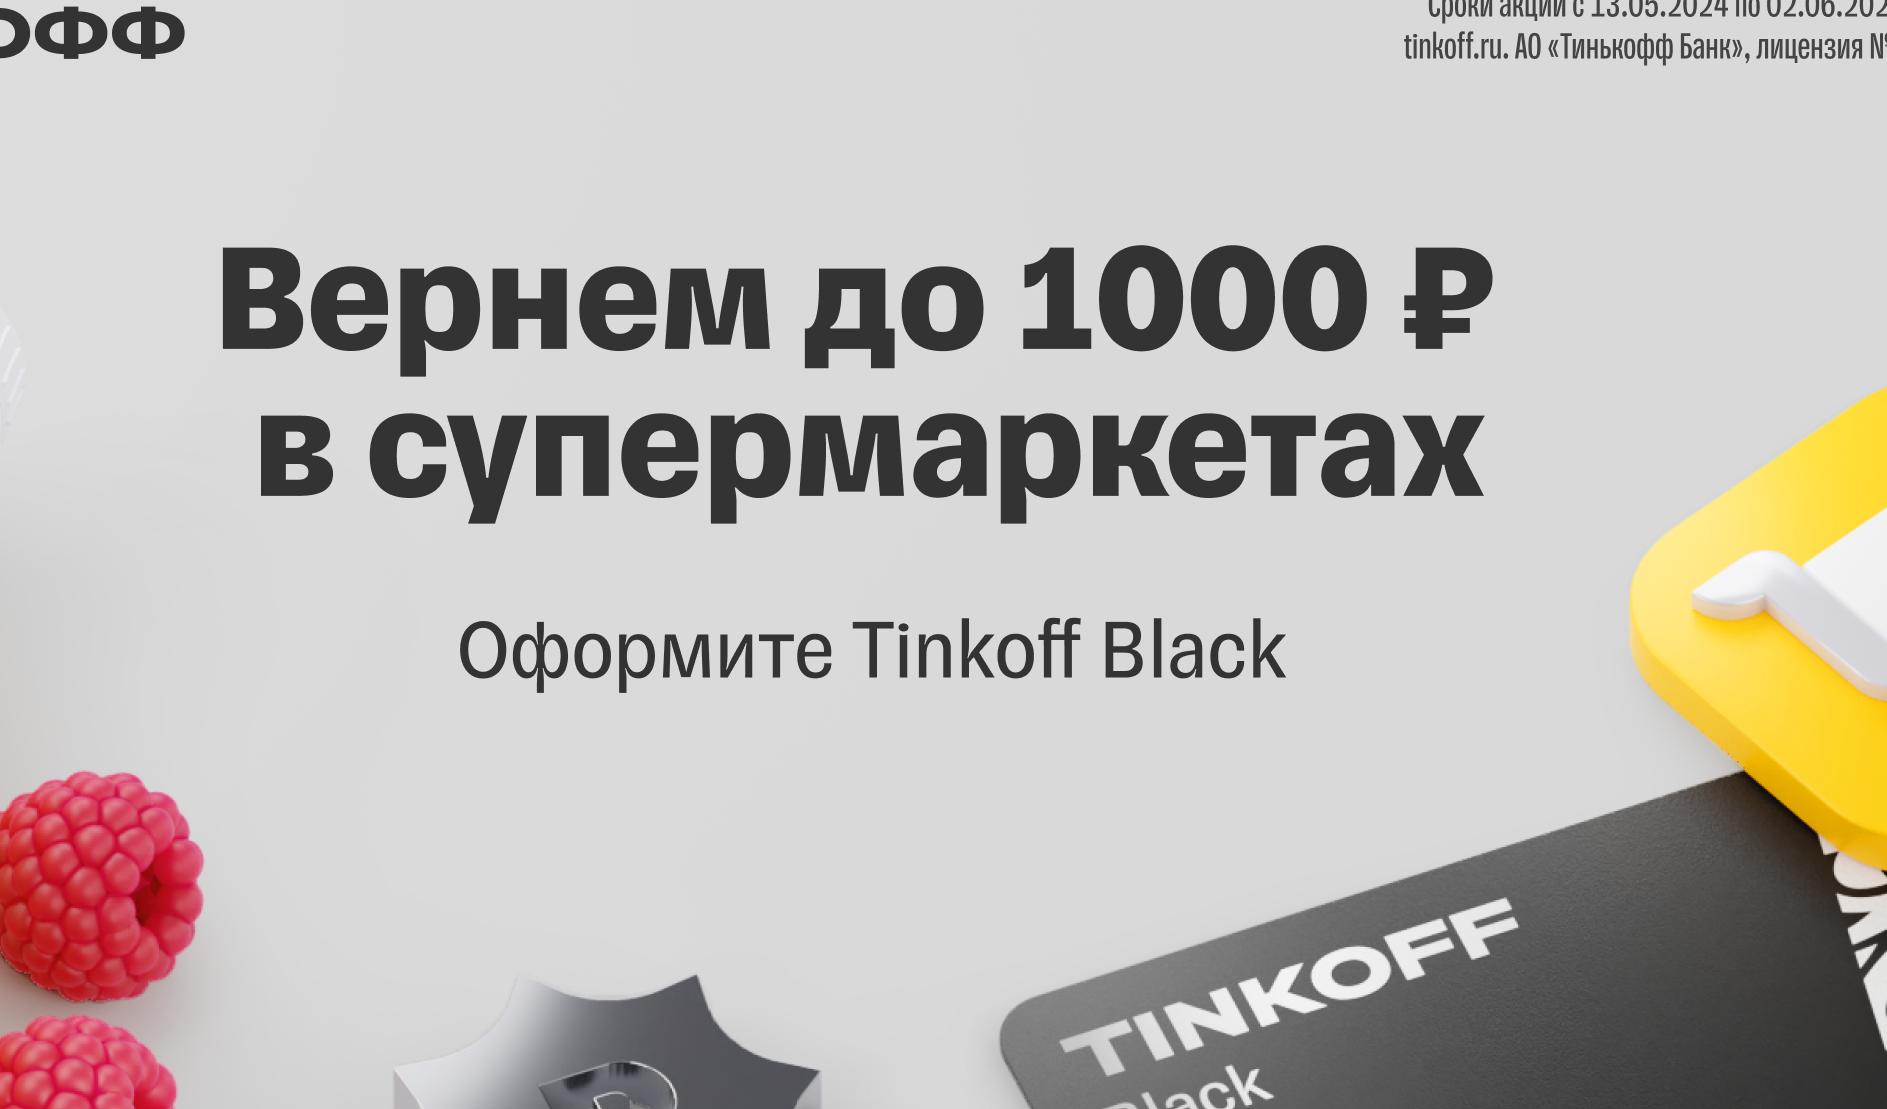 ОФФ
Сроки акции с 13.05.2024 по 02.06.202
tinkoff.ru. АО «Тинькофф Банк», лицензия №
Вернем до 1000 ₽
в супермаркетах
Оформите Tinkoff Black
TINKOFF
Black